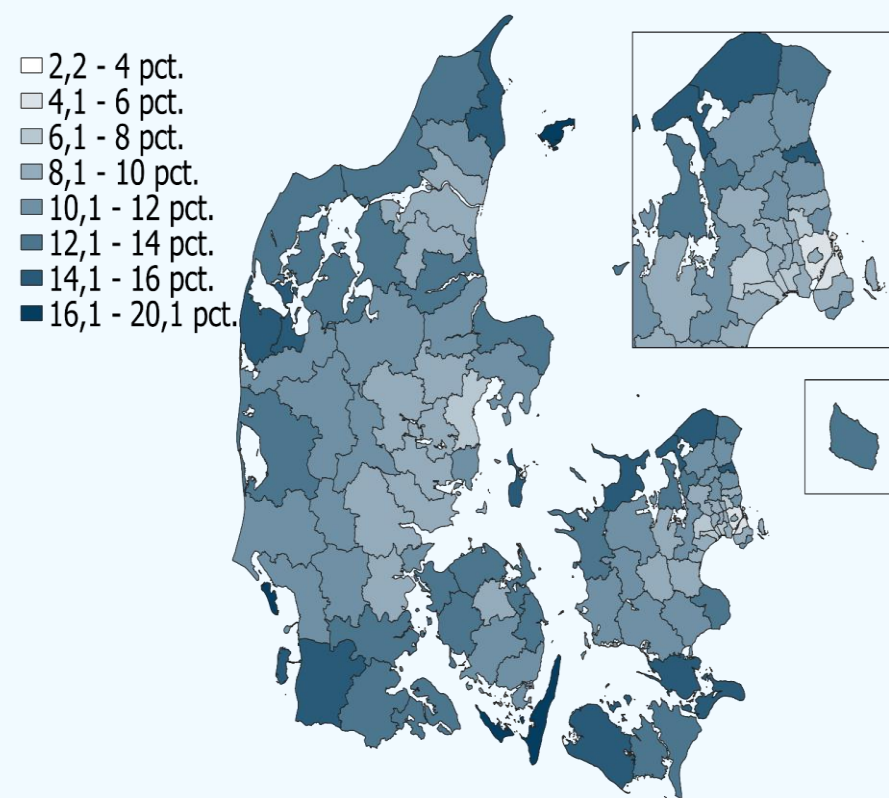 2,2 - 4 pct.
4,1 - 6 pct.
6,1 - 8 pct.
8,1 - 10 pct.
10,1 - 12 pct.
12,1 - 14 pct.
14,1 - 16 pct.
16,1 - 20,1 pct.